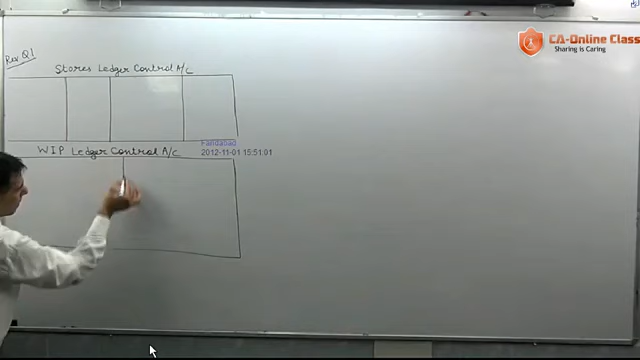 Rev Q1
Stores Ledger Control A/c
WIP Ledger Control A/c
Faridabad
2012-11-01 15:51:01
CA-Online Class
Sharing is Caring